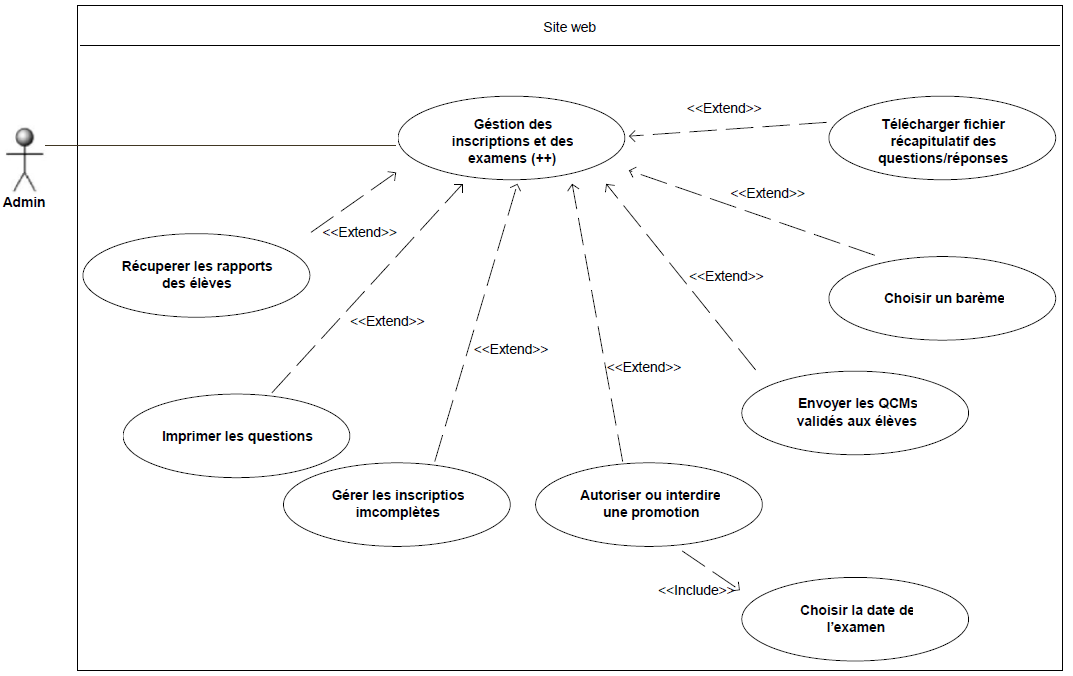 Site web
Géstion des
inscriptions et des
examens (++)
<<Extend>>
Télécharger fichier
récapitulatif des
questions/réponses
Admin
<<Extend>>
<<Extend>>
Récuperer les rapports
des élèves
<<Extend>>
Choisir un barème
<<Extend>>
<<Extend>>
<<Extend>>
Envoyer les QCMs
validés aux élèves
Imprimer les questions
Gérer les inscriptios
imcomplètes
Autoriser ou interdire
une promotion
<<Include>>
Choisir la date de
l'examen